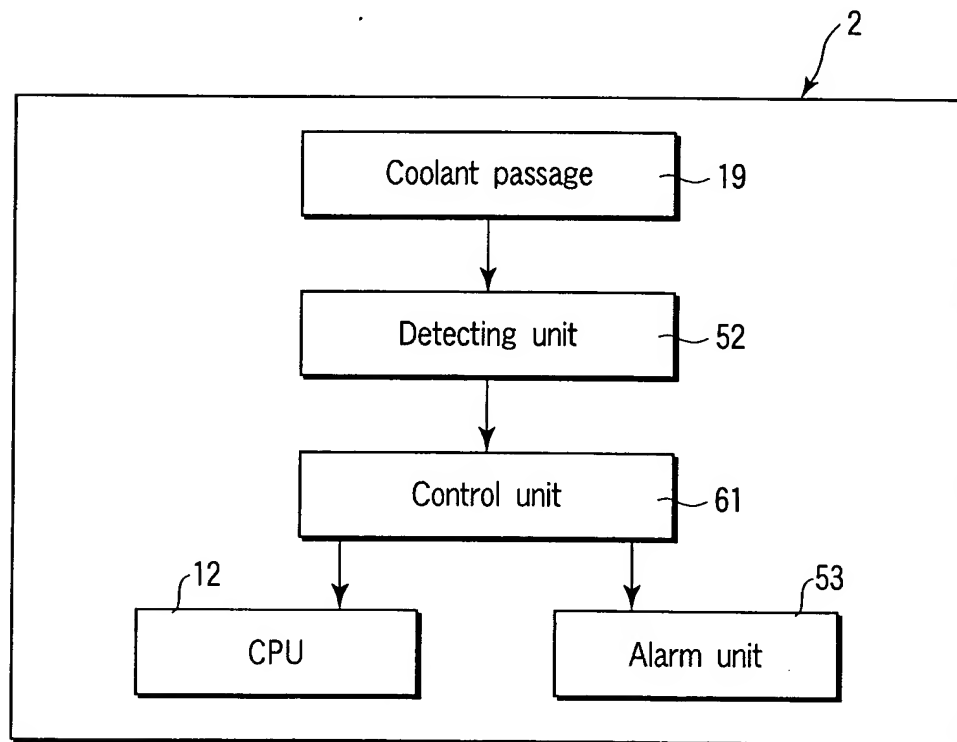 2
Coolant passage
19
Detecting unit
52
Control unit
61
12
CPU
53
Alarm unit